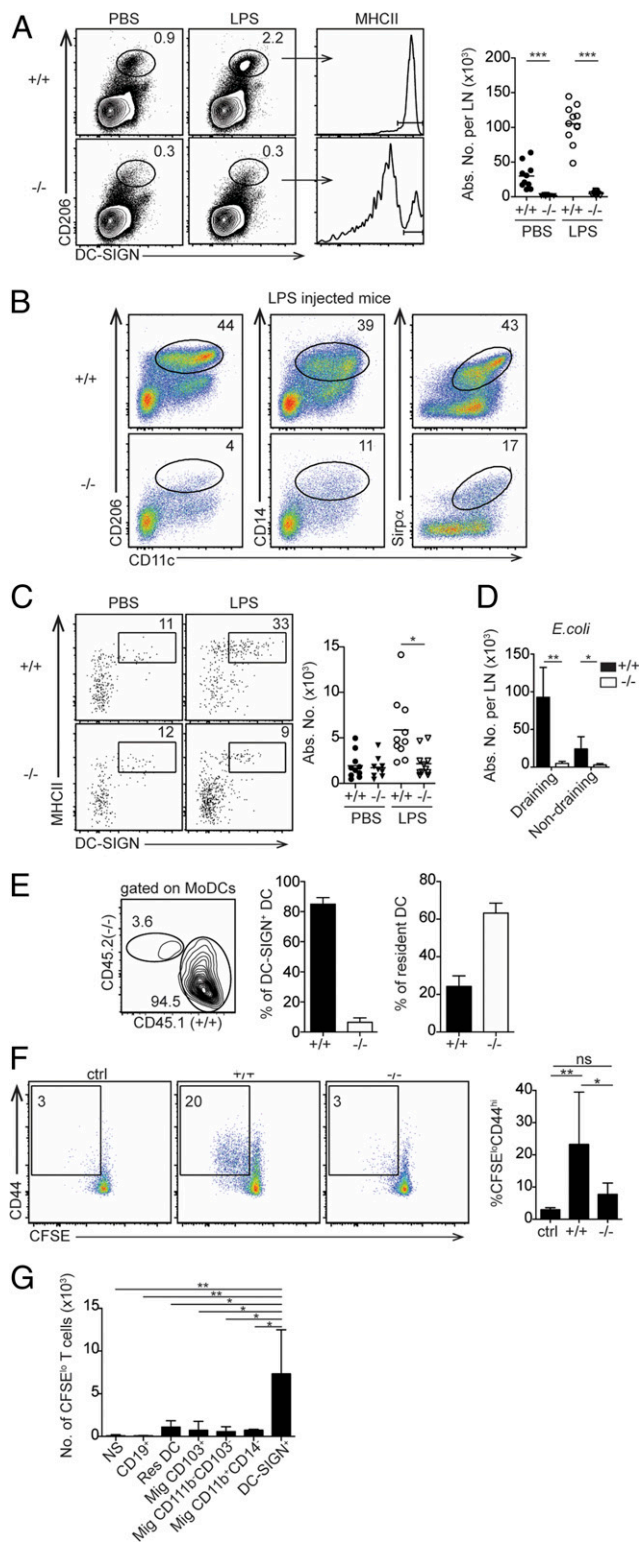 A
PBS
LPS
MHCII
0.9
2.2
+/+
0.3
0.3
-/-
CD206
DC-SIGN
Abs. No. per LN (x10³)
200
150
100
50
0
***
***
+/+ -/- +/+ -/-
PBS LPS
B
LPS injected mice
44
39
43
+/+
4
11
17
-/-
CD206
CD14
Sirpα
CD11c
C
PBS
LPS
11
33
+/+
12
9
-/-
MHCII
DC-SIGN
Abs. No. (x10³)
15
10
5
0
*
+/+ -/- +/+ -/-
PBS LPS
D
E.coli
+/+
-/-
Abs. No. per LN (x10³)
150
100
50
0
**
*
Draining
Non-draining
E
gated on MoDCs
CD45.2(-/-)
3.6
94.5
CD45.1 (+/+)
% of DC-SIGN⁺ DC
100
80
60
40
20
0
+/+ -/-
% of resident DC
80
60
40
20
0
+/+ -/-
F
ctrl
+/+
-/-
3
20
3
CD44
CFSE
%CFSEloCD44hi
50
40
30
20
10
0
ns
**
*
ctrl +/+ -/-
G
No. of CFSElo T cells (x10³)
15
10
5
0
**
**
*
*
*
*
NS
CD19⁺
Res DC
Mig CD103⁺
Mig CD111b⁻CD103⁻
Mig CD11b⁺CD14⁻
DC-SIGN⁺